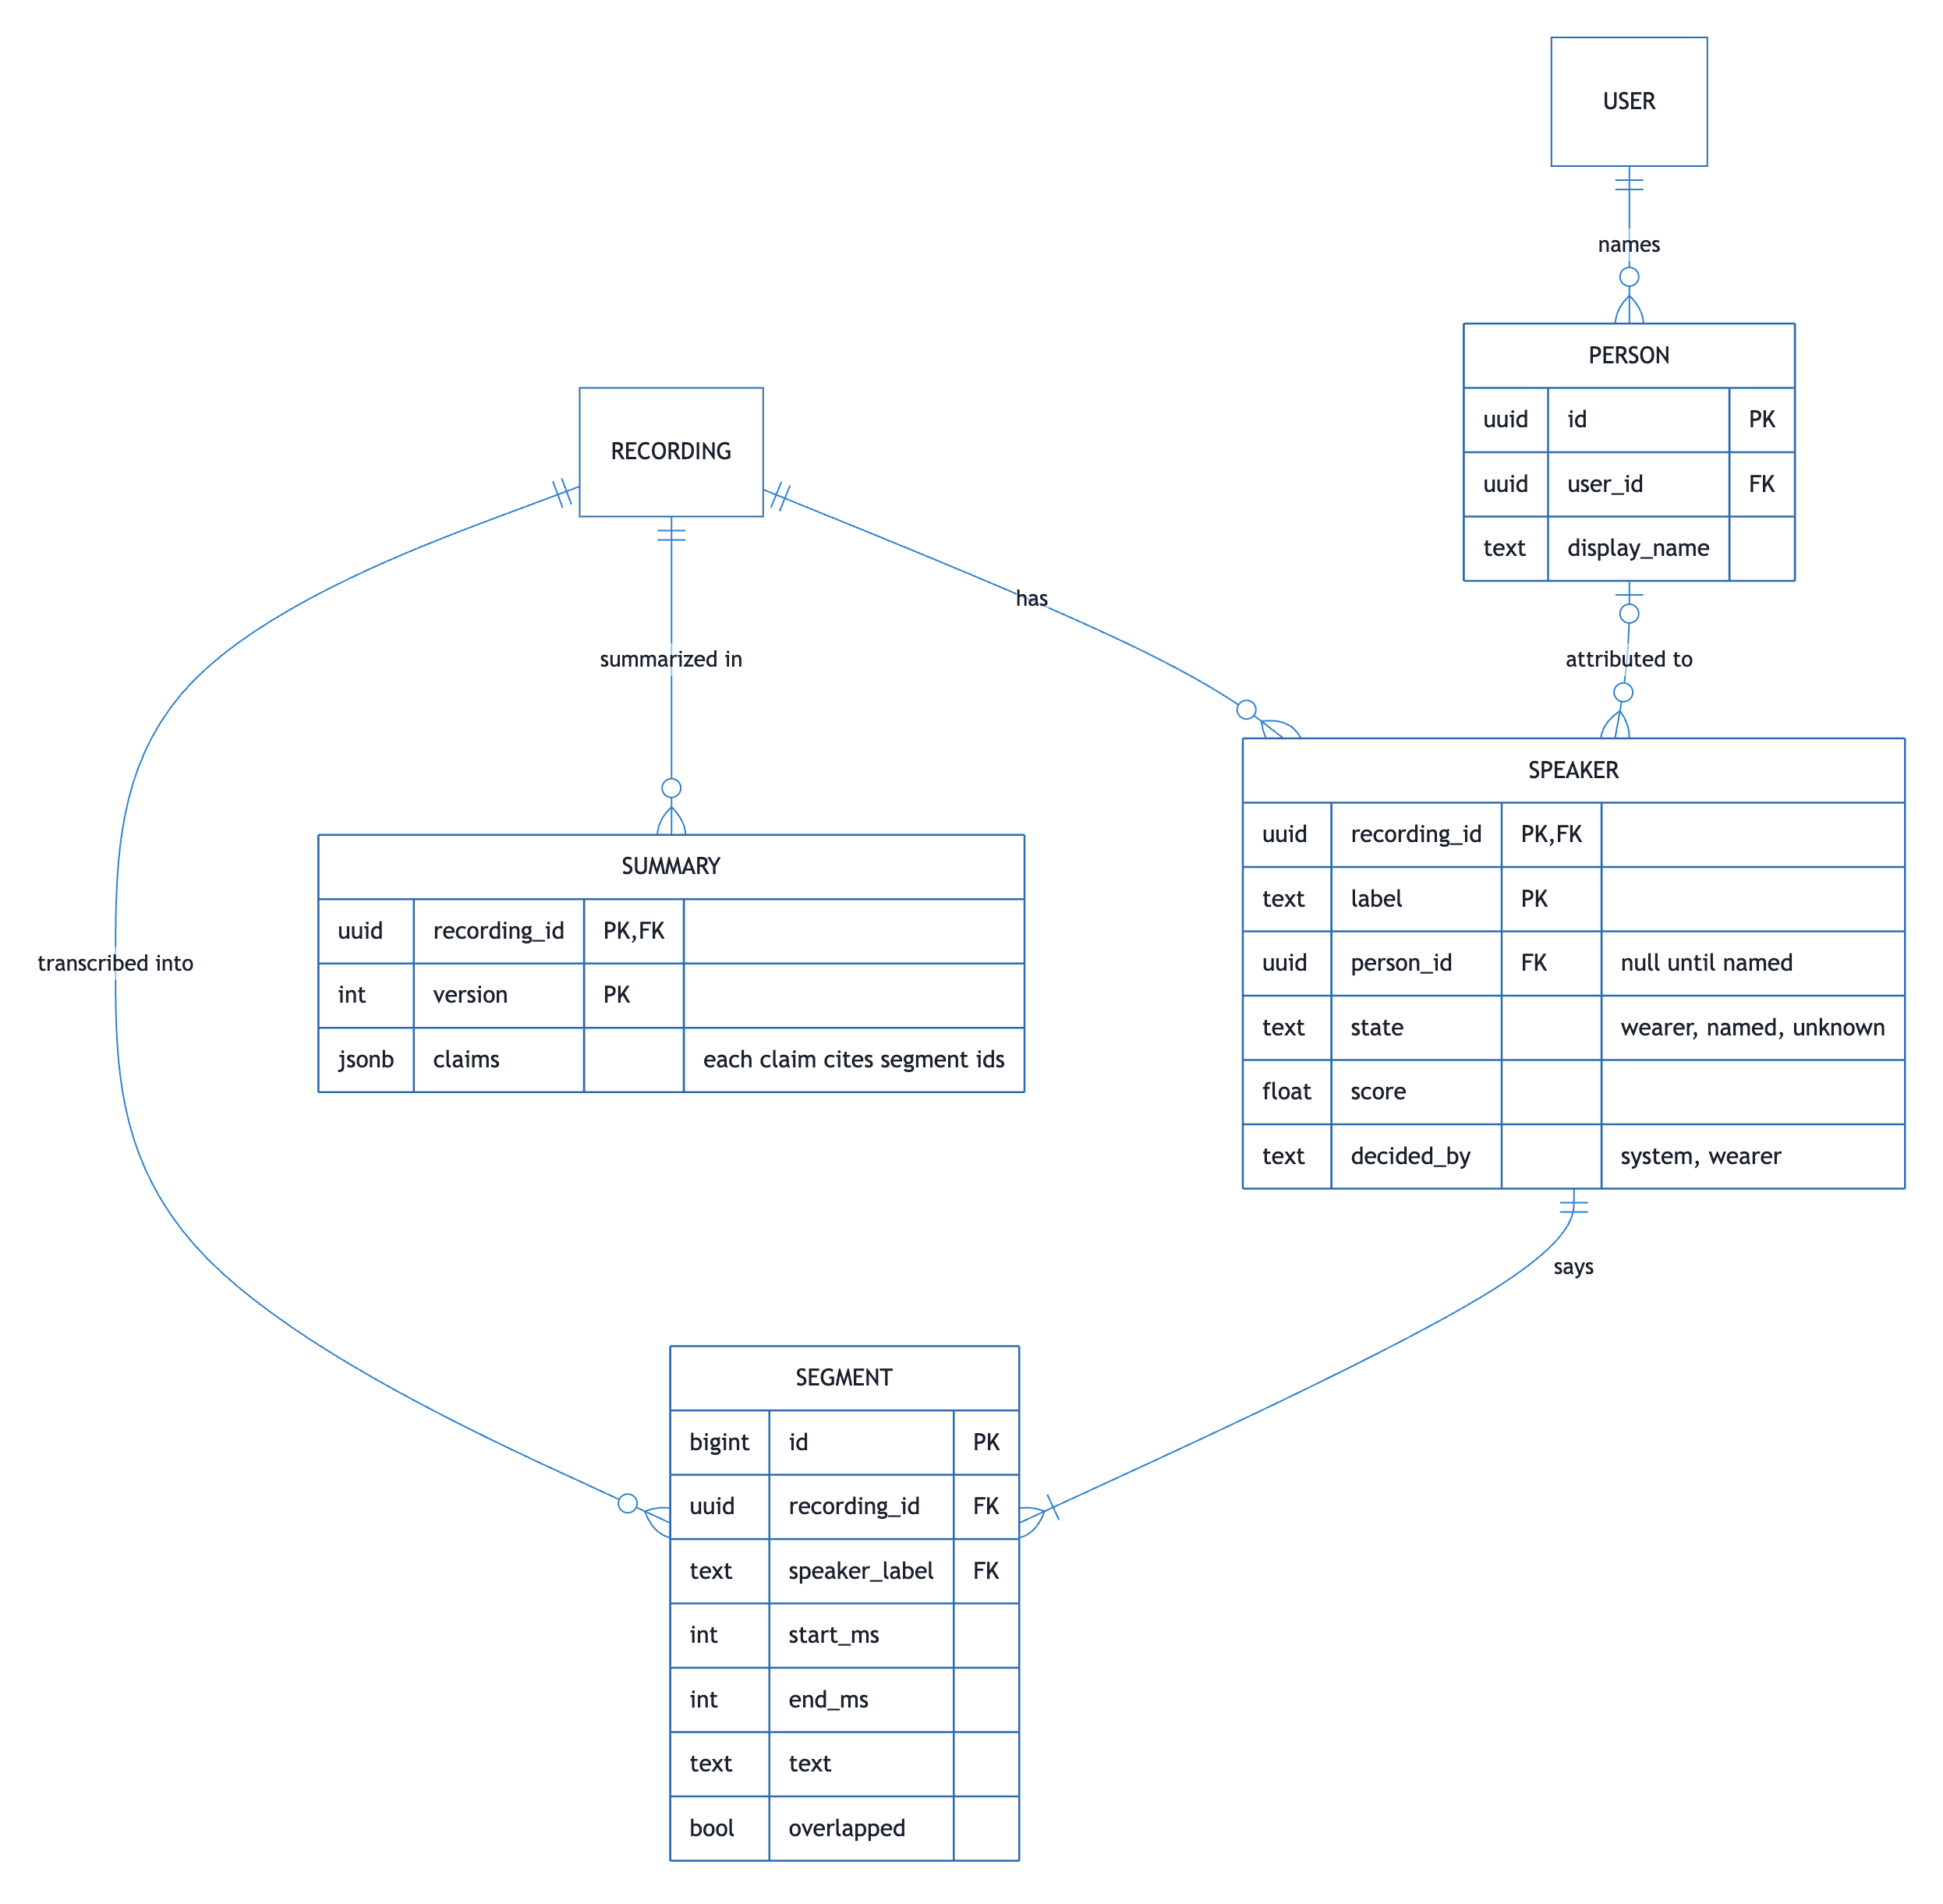 USER
names
PERSON
uuid id PK
uuid user_id FK
text display_name
RECORDING
has
summarized in
attributed to
transcribed into
SUMMARY
uuid recording_id PK,FK
int version PK
jsonb claims each claim cites segment ids
SPEAKER
uuid recording_id PK,FK
text label PK
uuid person_id FK null until named
text state wearer, named, unknown
float score
text decided_by system, wearer
says
SEGMENT
bigint id PK
uuid recording_id FK
text speaker_label FK
int start_ms
int end_ms
text text
bool overlapped